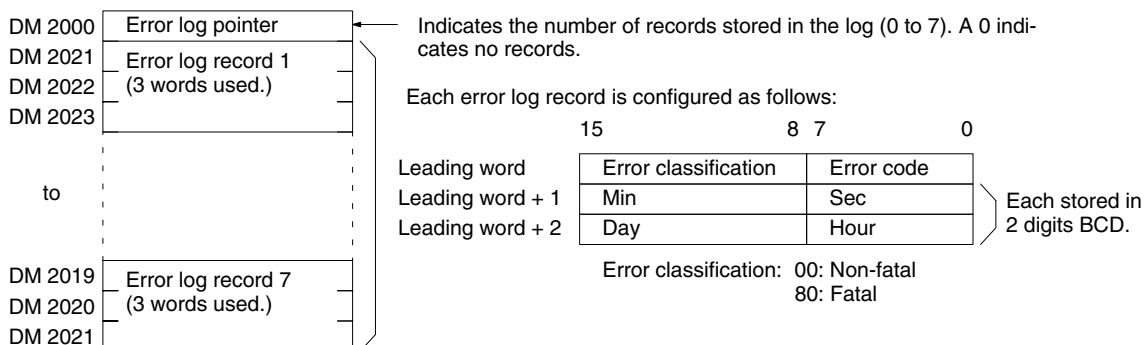 DM 2000 Error log pointer
Indicates the number of records stored in the log (0 to 7). A 0 indi-
cates no records.
DM 2021 Error log record 1
DM 2022 (3 words used.)
DM 2023
to
DM 2019 Error log record 7
DM 2020 (3 words used.)
DM 2021
Each error log record is configured as follows:
15 8 7 0
Leading word Error classification Error code
Leading word + 1 Min Sec
Leading word + 2 Day Hour
Each stored in
2 digits BCD.
Error classification: 00: Non-fatal
80: Fatal